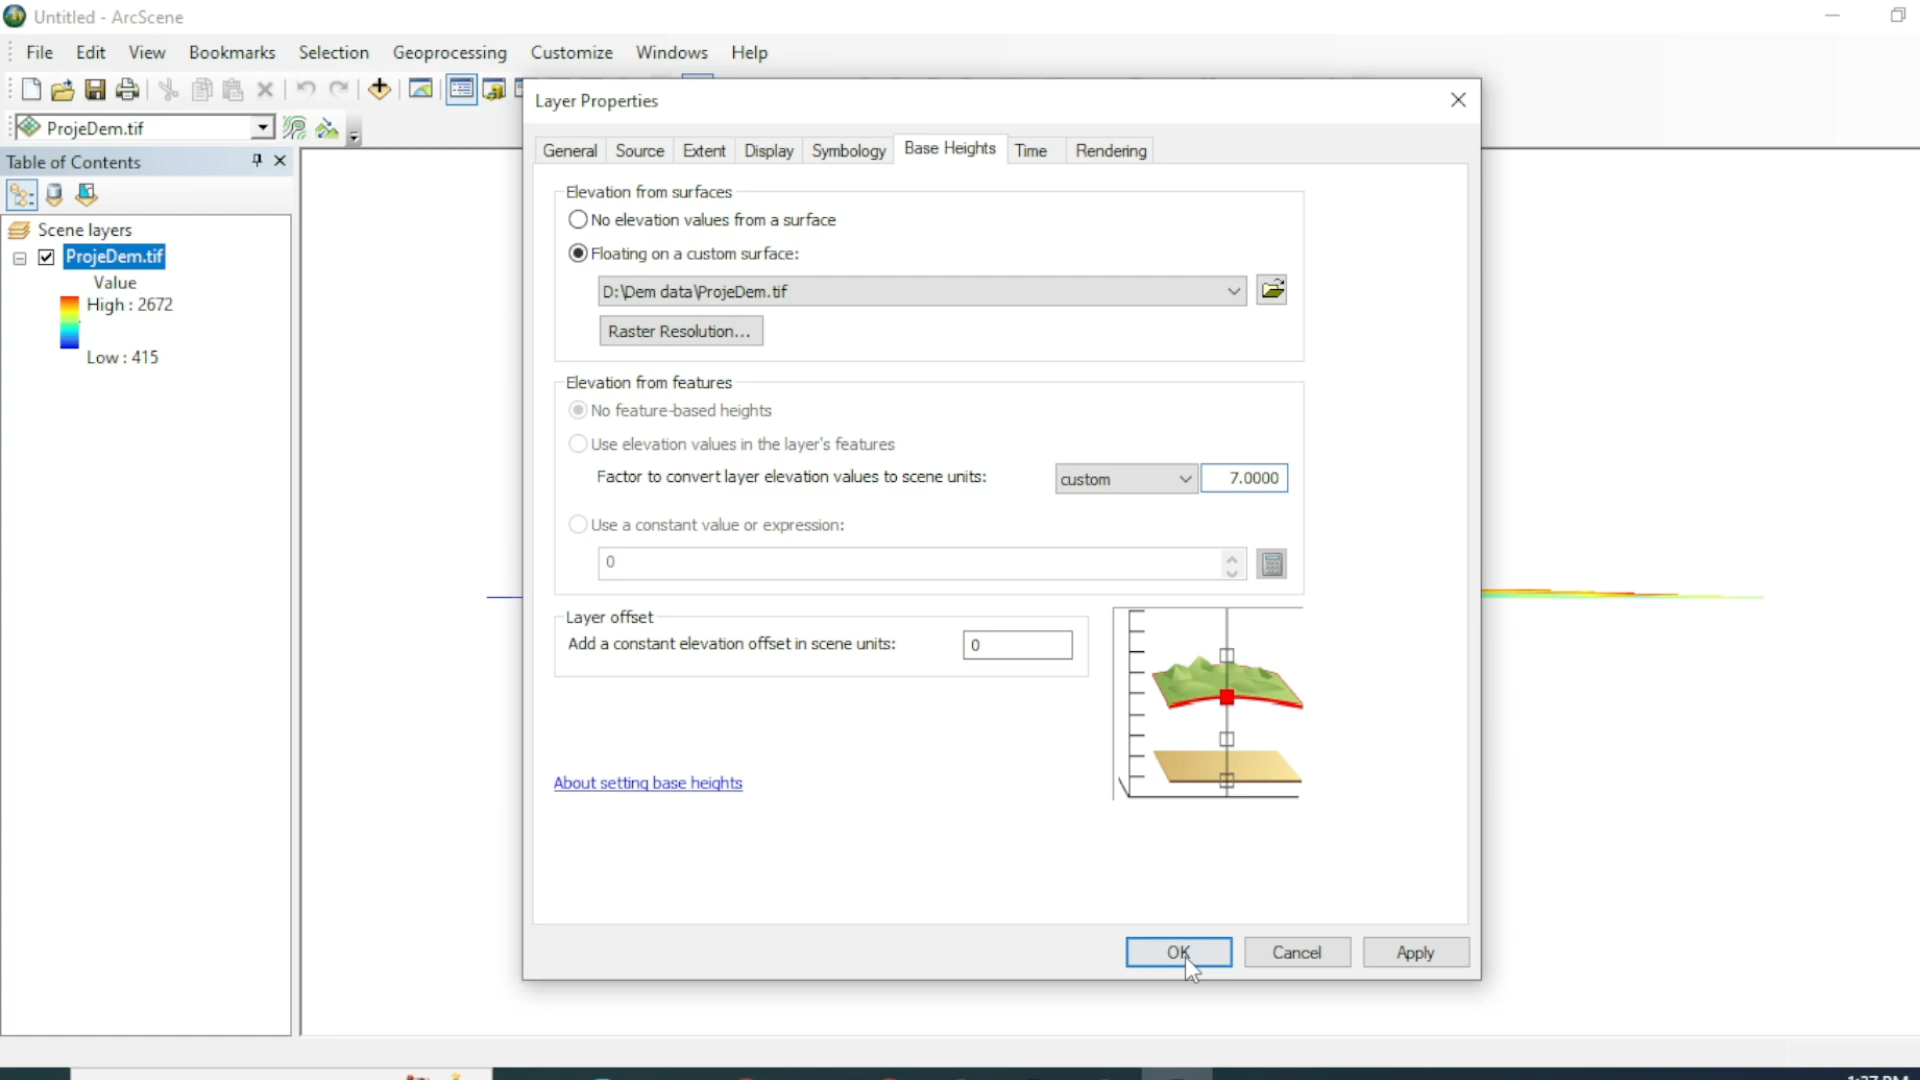 Untitled - ArcScene
File Edit View Bookmarks Selection Geoprocessing Customize Windows Help
ProjeDem.tif
Table of Contents
Scene layers
ProjeDem.tif
Value
High : 2672
Low : 415
Layer Properties
General Source Extent Display Symbology Base Heights Time Rendering
Elevation from surfaces
No elevation values from a surface
Floating on a custom surface:
D:\Dem data\ProjeDem.tif
Raster Resolution...
Elevation from features
No feature-based heights
Use elevation values in the layer's features
Factor to convert layer elevation values to scene units: custom 7.0000
Use a constant value or expression:
0
Layer offset
Add a constant elevation offset in scene units: 0
About setting base heights
OK Cancel Apply